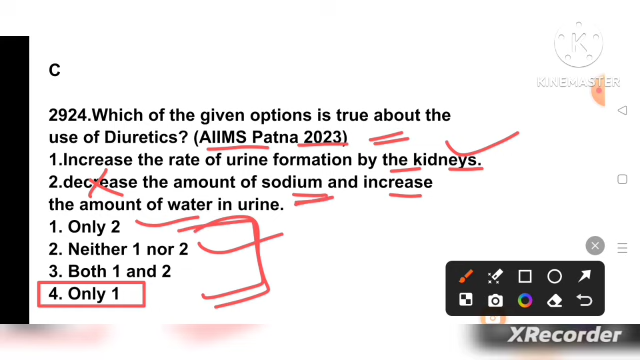 C
KINEMASTER
2924.Which of the given options is true about the
use of Diuretics? (AIIMS Patna 2023)
1.Increase the rate of urine formation by the kidneys.
2.decrease the amount of sodium and increase
the amount of water in urine.
1. Only 2
2. Neither 1 nor 2
3. Both 1 and 2
4. Only 1
XRecorder